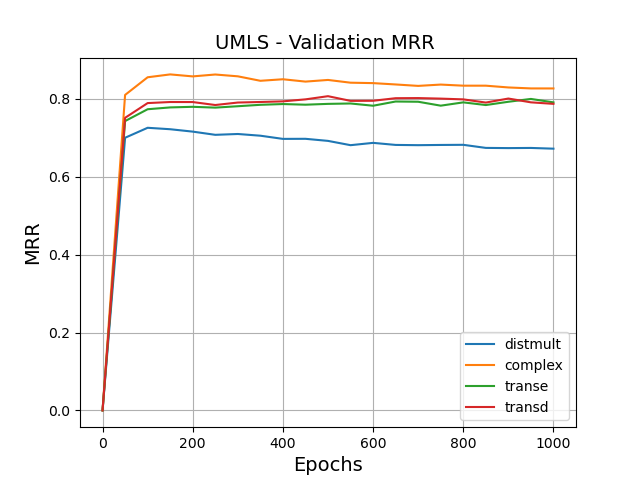 UMLS - Validation MRR
MRR
0.8
0.6
0.4
0.2
0.0
0 200 400 600 800 1000
Epochs
distmult
complex
transe
transd